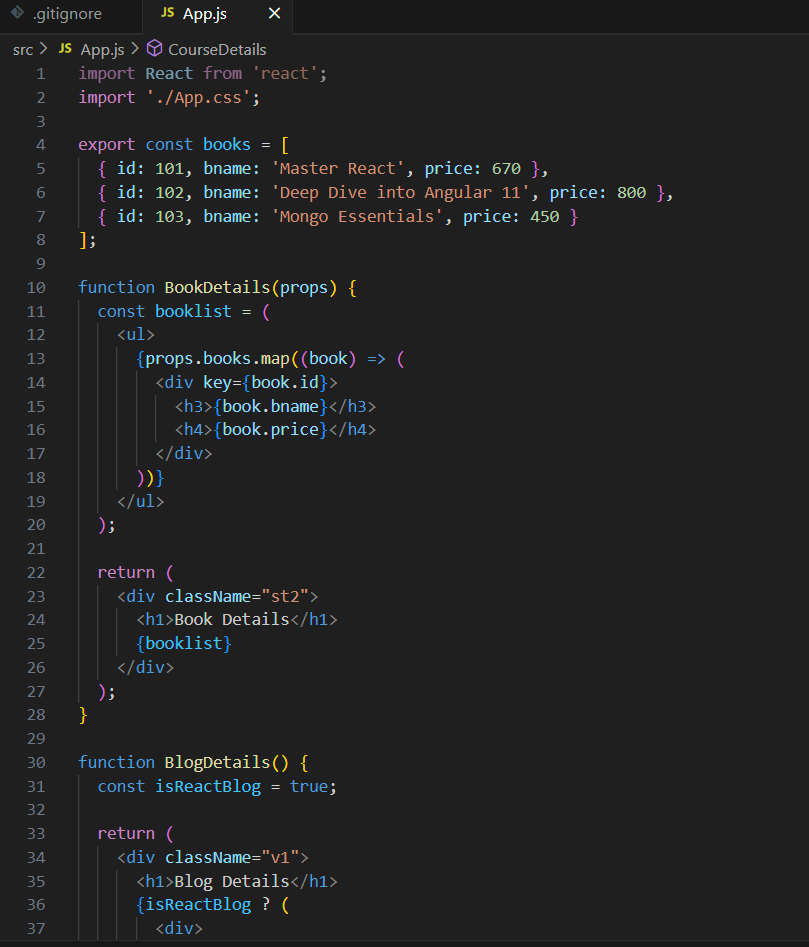 .gitignore JS App.js ×
src > JS App.js > CourseDetails
1 import React from 'react';
2 import './App.css';
3
4 export const books = [
5   { id: 101, bname: 'Master React', price: 670 },
6   { id: 102, bname: 'Deep Dive into Angular 11', price: 800 },
7   { id: 103, bname: 'Mongo Essentials', price: 450 }
8 ];
9
10 function BookDetails(props) {
11   const booklist = (
12     <ul>
13       {props.books.map((book) => (
14         <div key={book.id}>
15           <h3>{book.bname}</h3>
16           <h4>{book.price}</h4>
17         </div>
18       ))}
19     </ul>
20   );
21
22   return (
23     <div className="st2">
24       <h1>Book Details</h1>
25       {booklist}
26     </div>
27   );
28 }
29
30 function BlogDetails() {
31   const isReactBlog = true;
32
33   return (
34     <div className="v1">
35       <h1>Blog Details</h1>
36       {isReactBlog ? (
37         <div>